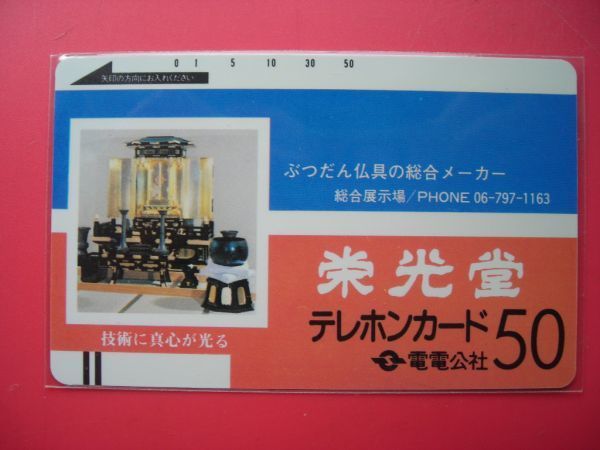 0 1 5 10 30 50
矢印の方向にお入れください
ぶつだん仏具の総合メーカー
総合展示場/PHONE 06-797-1163
栄光堂
技術に真心が光る
テレホンカード50
電電公社